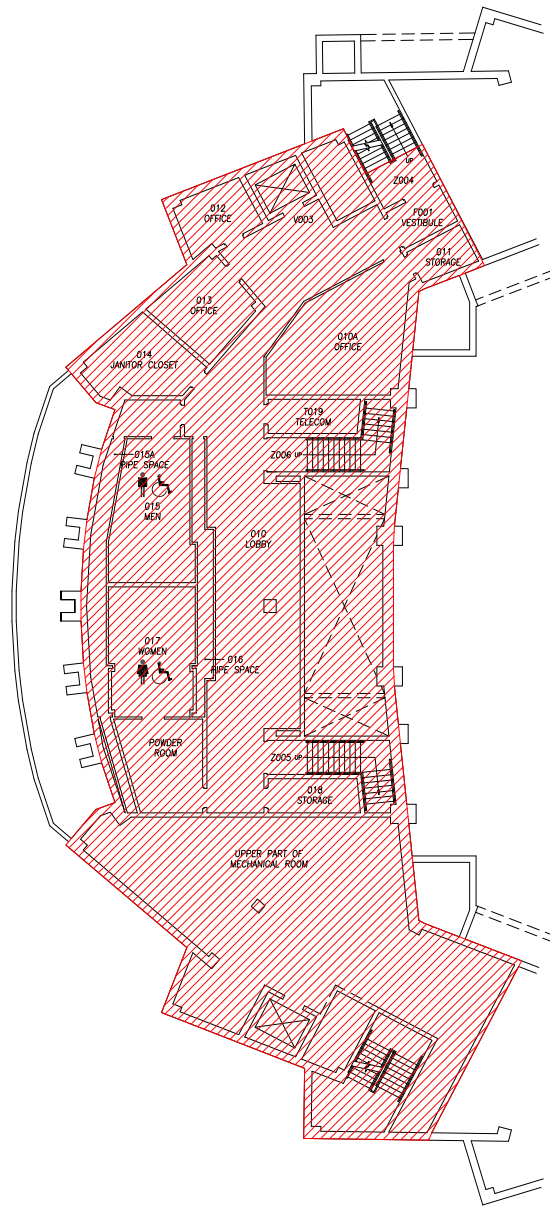 UP
Z004
012
OFFICE
V003
F001
VESTIBULE
011
STORAGE
013
OFFICE
010A
OFFICE
014
JANITOR CLOSET
T019
TELECOM
Z006 UP
015A
PIPE SPACE
015
MEN
010
LOBBY
017
WOMEN
016
PIPE SPACE
POWDER
ROOM
Z005 UP
018
STORAGE
UPPER PART OF
MECHANICAL ROOM